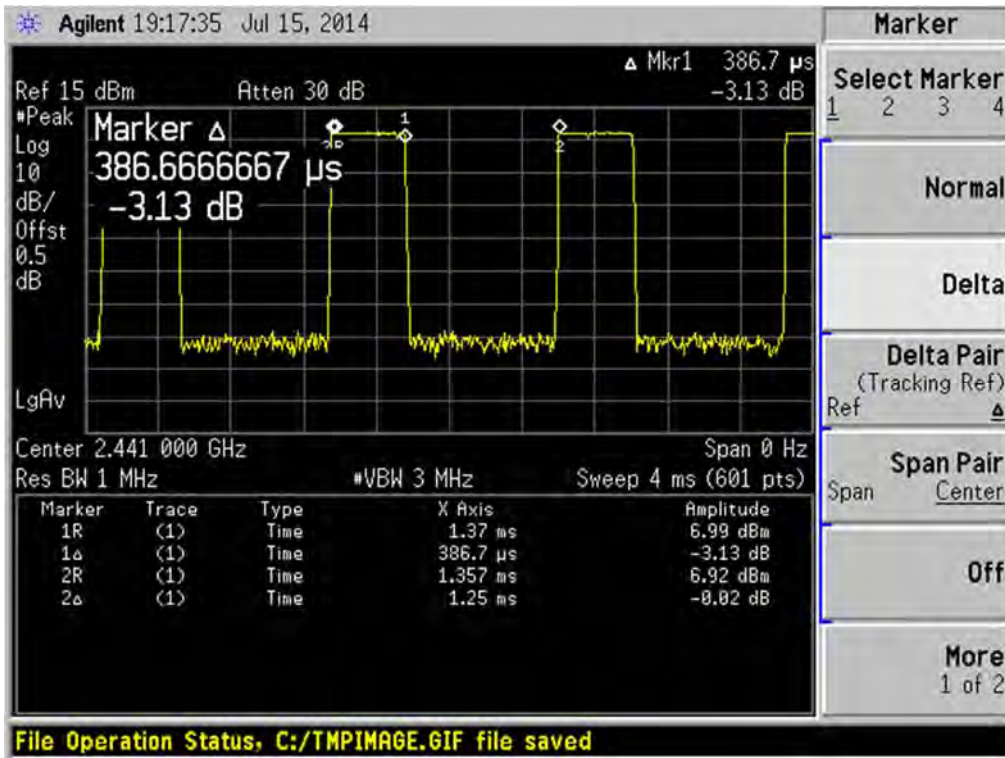 Agilent 19:17:35 Jul 15, 2014
Δ Mkr1 386.7 µs
Ref 15 dBm Atten 30 dB -3.13 dB
#Peak
Log
10
dB/
Offst
0.5
dB
LgAv
Marker Δ
386.6666667 µs
-3.13 dB
1
2R
2
Center 2.441 000 GHz Span 0 Hz
Res BW 1 MHz #VBW 3 MHz Sweep 4 ms (601 pts)
Marker Trace Type X Axis Amplitude
1R (1) Time 1.37 ms 6.99 dBm
1Δ (1) Time 386.7 µs -3.13 dB
2R (1) Time 1.357 ms 6.92 dBm
2Δ (1) Time 1.25 ms -0.02 dB
File Operation Status, C:/TMPIMAGE.GIF file saved
Marker
Select Marker
1 2 3 4
Normal
Delta
Delta Pair
(Tracking Ref)
Ref Δ
Span Pair
Span Center
Off
More
1 of 2